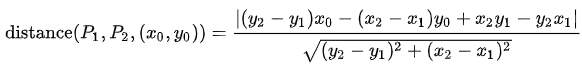 distance(P₁, P₂, (x₀, y₀)) = |(y₂ − y₁)x₀ − (x₂ − x₁)y₀ + x₂y₁ − y₂x₁| / √((y₂ − y₁)² + (x₂ − x₁)²)